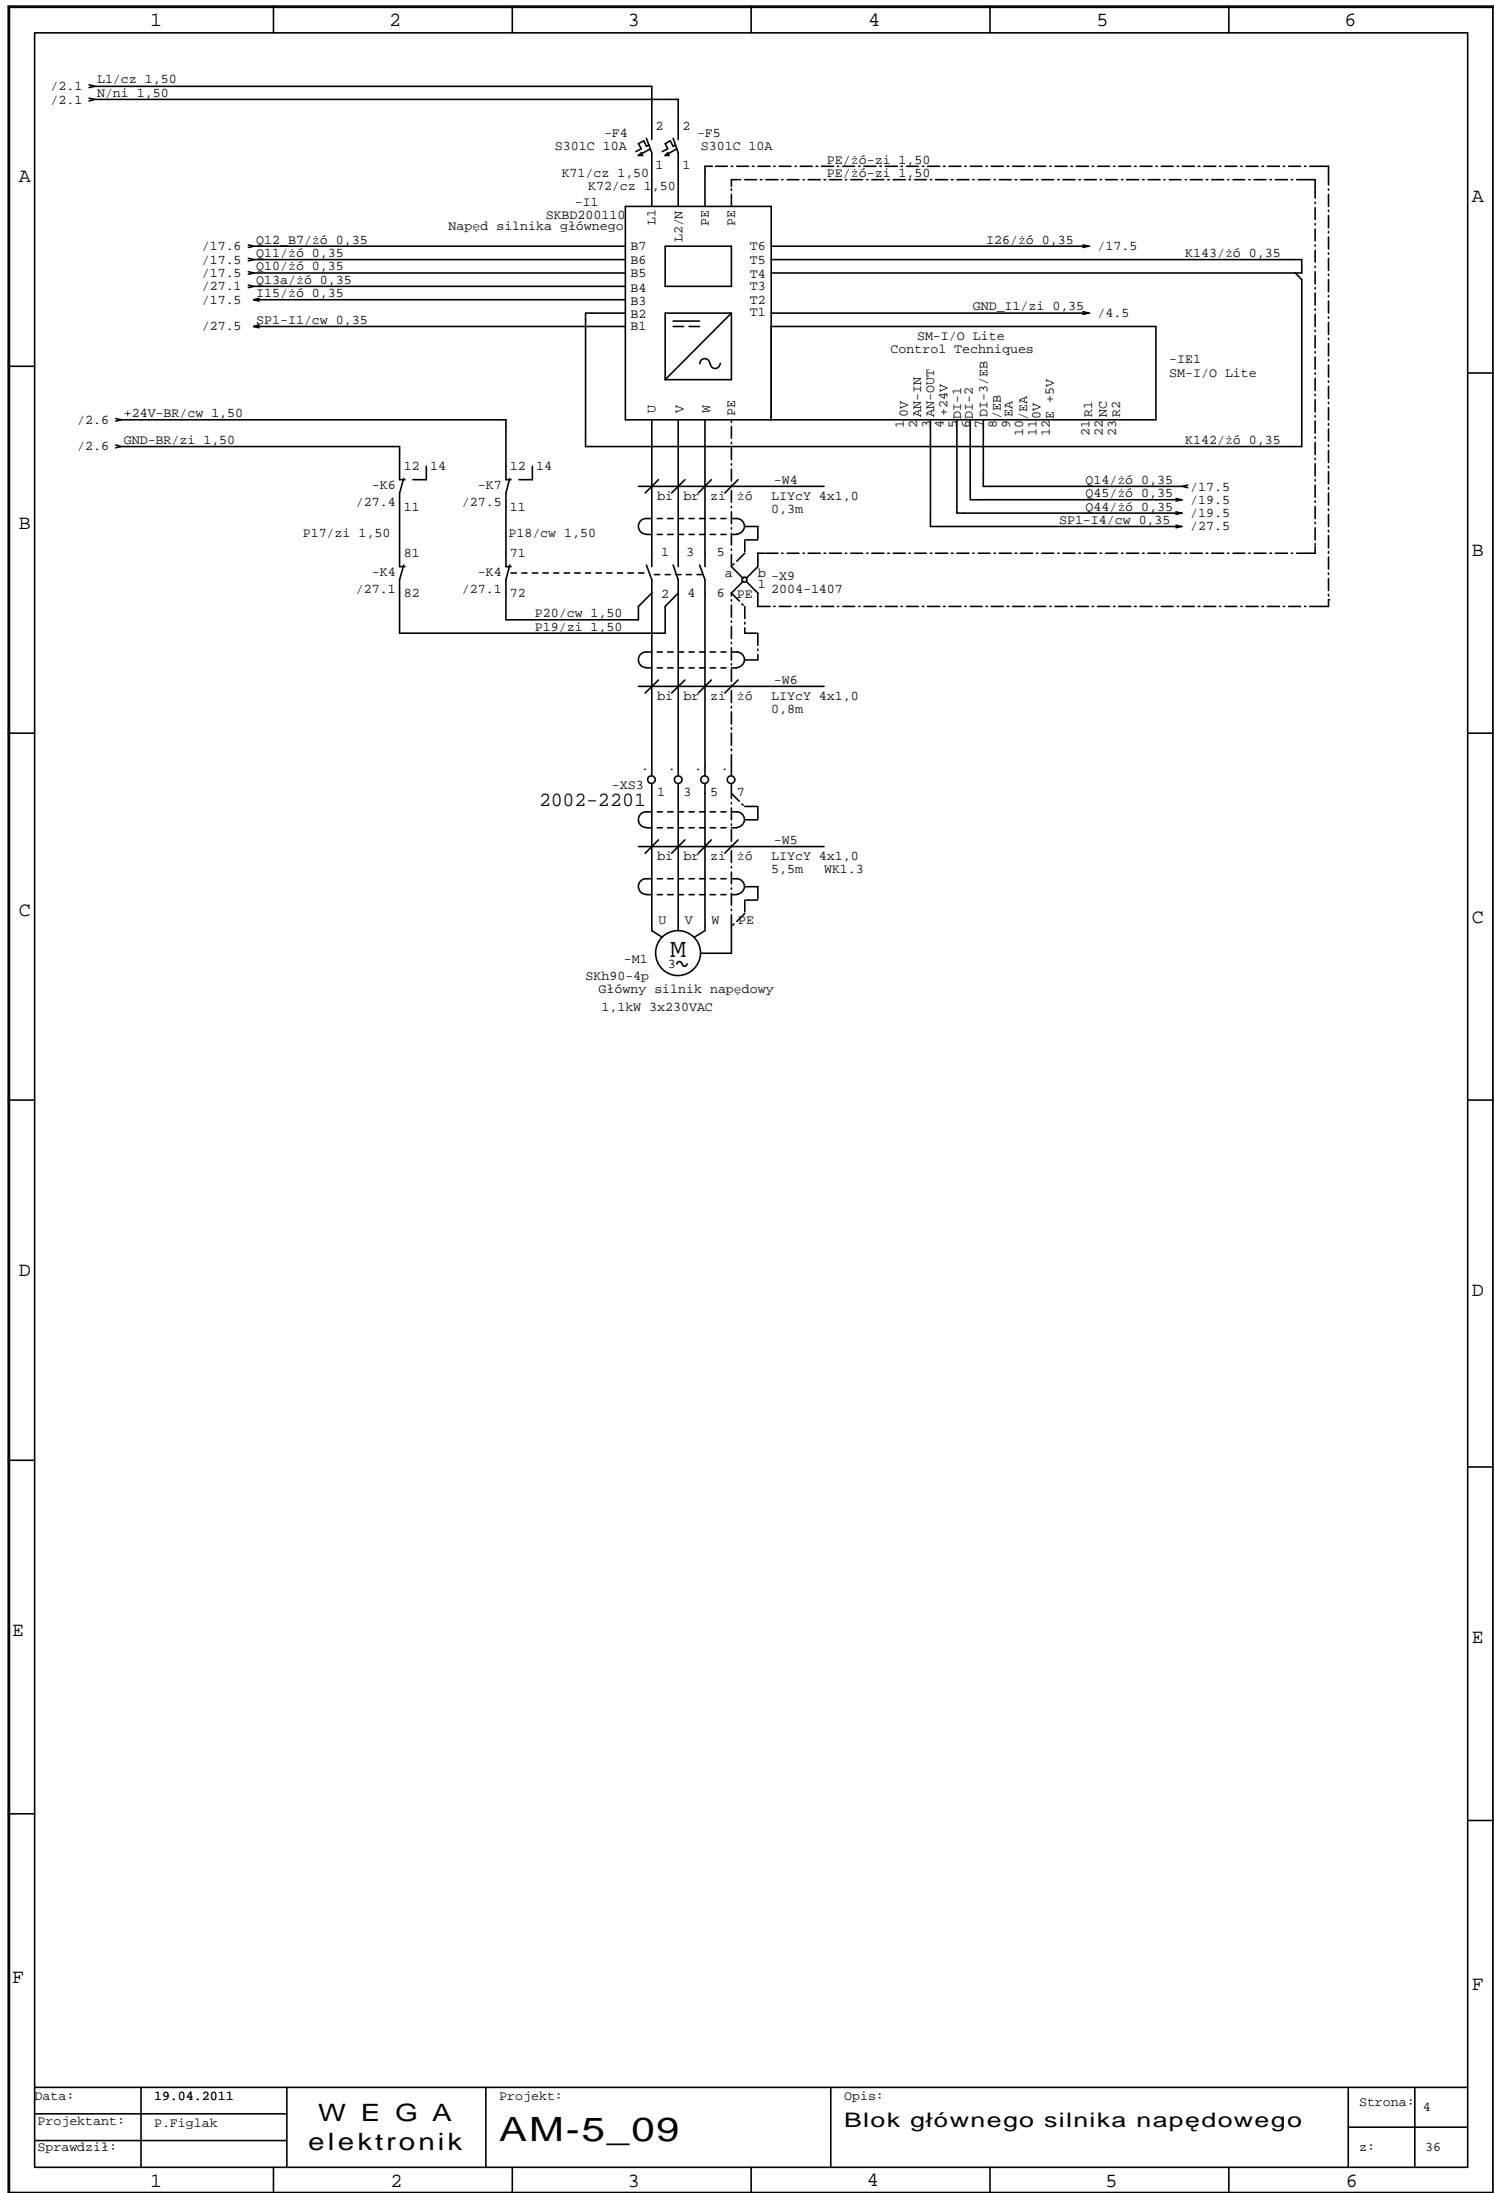 1 2 3 4 5 6
/2.1 L1/cz 1,50
/2.1 N/ni 1,50
-F4
S301C 10A
2
1
2
1
-F5
S301C 10A
K71/cz 1,50
K72/cz 1,50
PE/żó-zi 1,50
PE/żó-zi 1,50
A
A
-I1
SKBD200110
Napęd silnika głównego
L1
L2/N
PE
PE
/17.6 Q12_B7/żó 0,35 B7
/17.5 Q11/żó 0,35 B6
/17.5 Q10/żó 0,35 B5
/27.1 Q13a/żó 0,35 B4
/17.5 I15/żó 0,35 B3
B2
/27.5 SP1-I1/cw 0,35 B1
T6 I26/żó 0,35 /17.5
T5 K143/żó 0,35
T4
T3
T2
T1 GND_I1/zi 0,35 /4.5
SM-I/O Lite
Control Techniques
-IE1
SM-I/O Lite
1 0V
2 AN-IN
3 AN-OUT
4 +24V
5 DI-1
6 DI-2
7 DI-3/EB
8 /EB
9 EA
10 /EA
11 0V
12 E +5V
21 R1
22 NC
23 R2
U V W PE
K142/żó 0,35
/2.6 +24V-BR/cw 1,50
/2.6 GND-BR/zi 1,50
12 14
-K6
/27.4 11
12 14
-K7
/27.5 11
-W4
bi br zi żó LIYcY 4x1,0
0,3m
Q14/żó 0,35 /17.5
Q45/żó 0,35 /19.5
Q44/żó 0,35 /19.5
SP1-I4/cw 0,35 /27.5
B
B
P17/zi 1,50
P18/cw 1,50
81
-K4
/27.1 82
71
-K4
/27.1 72
1 3 5
2 4 6
a b
1
PE
-X9
2004-1407
P20/cw 1,50
P19/zi 1,50
-W6
bi br zi żó LIYcY 4x1,0
0,8m
-XS3
2002-2201
1 3 5 7
-W5
bi br zi żó LIYcY 4x1,0
5,5m WK1.3
C
C
U V W PE
M
3~
-M1
SKh90-4p
Główny silnik napędowy
1,1kW 3x230VAC
D
D
E
E
F
F
Data: 19.04.2011
Projektant: P.Figlak
Sprawdził:
W E G A
elektronik
Projekt:
AM-5_09
Opis:
Blok głównego silnika napędowego
Strona: 4
z: 36
1 2 3 4 5 6